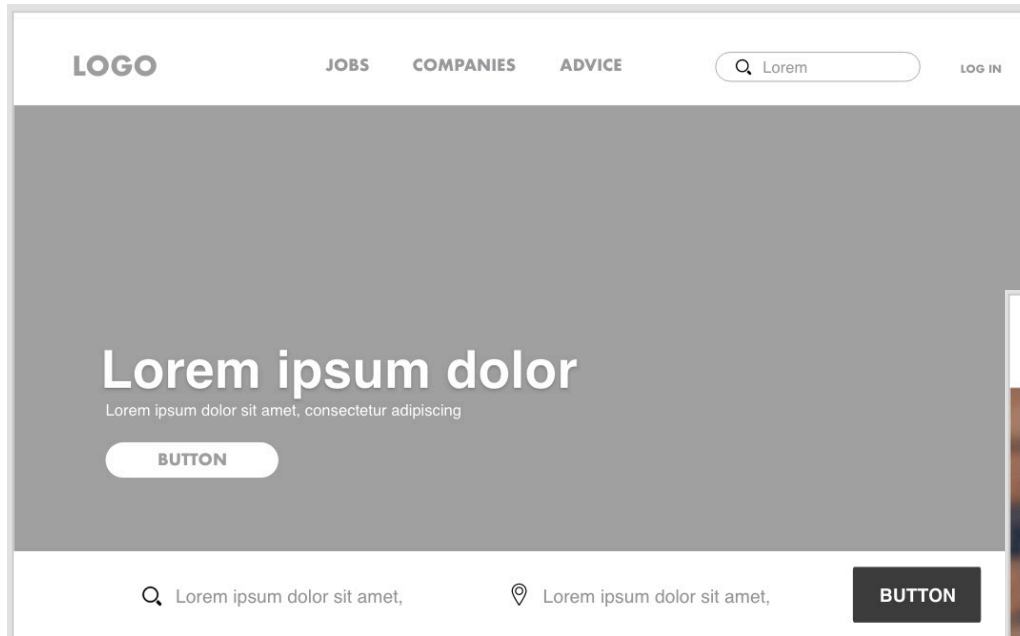 LOGO
JOBS COMPANIES ADVICE Lorem LOG IN
Lorem ipsum dolor
Lorem ipsum dolor sit amet, consectetur adipiscing
BUTTON
Lorem ipsum dolor sit amet, Lorem ipsum dolor sit amet, BUTTON